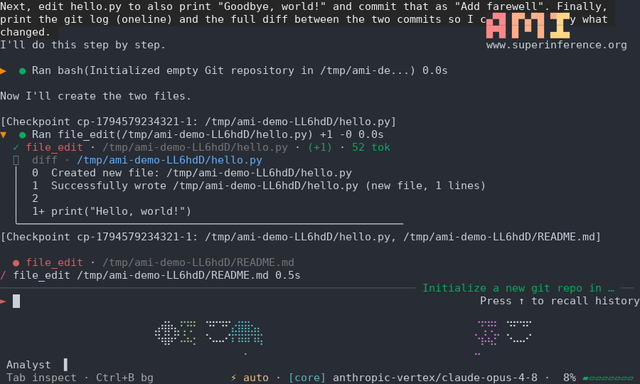 Next, edit hello.py to also print "Goodbye, world!" and commit that as "Add farewell". Finally,
print the git log (oneline) and the full diff between the two commits so I c y what
changed.
I'll do this step by step.
www.superinference.org
▶ ● Ran bash(Initialized empty Git repository in /tmp/ami-de...) 0.0s
Now I'll create the two files.
[Checkpoint cp-1794579234321-1: /tmp/ami-demo-LL6hdD/hello.py]
▼ ● Ran file_edit(/tmp/ami-demo-LL6hdD/hello.py) +1 -0 0.0s
✓ file_edit · /tmp/ami-demo-LL6hdD/hello.py · (+1) · 52 tok
diff · /tmp/ami-demo-LL6hdD/hello.py
0 Created new file: /tmp/ami-demo-LL6hdD/hello.py
1 Successfully wrote /tmp/ami-demo-LL6hdD/hello.py (new file, 1 lines)
2
1+ print("Hello, world!")
[Checkpoint cp-1794579234321-1: /tmp/ami-demo-LL6hdD/hello.py, /tmp/ami-demo-LL6hdD/README.md]
● file_edit · /tmp/ami-demo-LL6hdD/README.md
/ file_edit /tmp/ami-demo-LL6hdD/README.md 0.5s
Initialize a new git repo in …
► Press ↑ to recall history
Analyst
Tab inspect · Ctrl+B bg ⚡ auto · [core] anthropic-vertex/claude-opus-4-8 · 8%